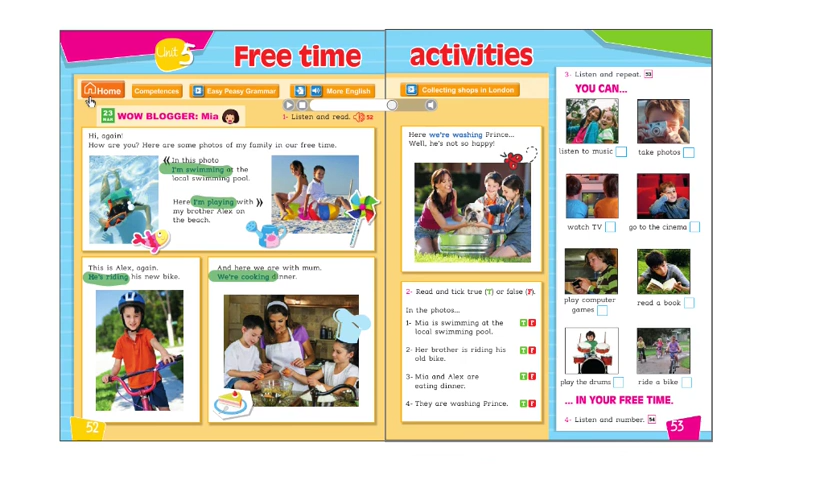 Unit 5
Free time activities
Home
Competences
Easy Peasy Grammar
More English
Collecting shops in London
23
MAR
WOW BLOGGER: Mia
1- Listen and read. 52
Hi, again!
How are you? Here are some photos of my family in our free time.
In this photo
I'm swimming at the
local swimming pool.
Here I'm playing with
my brother Alex on
the beach.
This is Alex, again.
He's riding his new bike.
And here we are with mum.
We're cooking dinner.
52
Here we're washing Prince...
Well, he's not so happy!
2- Read and tick true (T) or false (F).
In the photos...
1- Mia is swimming at the
local swimming pool.
T F
2- Her brother is riding his
old bike.
T F
3- Mia and Alex are
eating dinner.
T F
4- They are washing Prince.
T F
3- Listen and repeat. 53
YOU CAN...
listen to music
take photos
watch TV
go to the cinema
play computer
games
read a book
play the drums
ride a bike
... IN YOUR FREE TIME.
4- Listen and number. 54
53